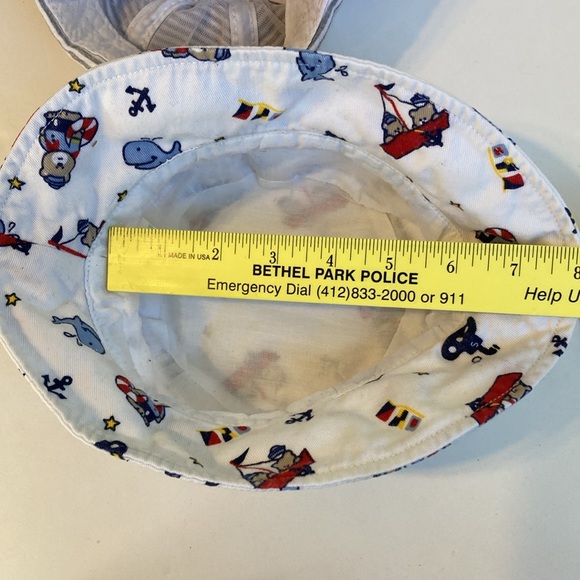 MADE IN USA 2 3 4 5 6 7 8
BETHEL PARK POLICE
Emergency Dial (412)833-2000 or 911 Help U